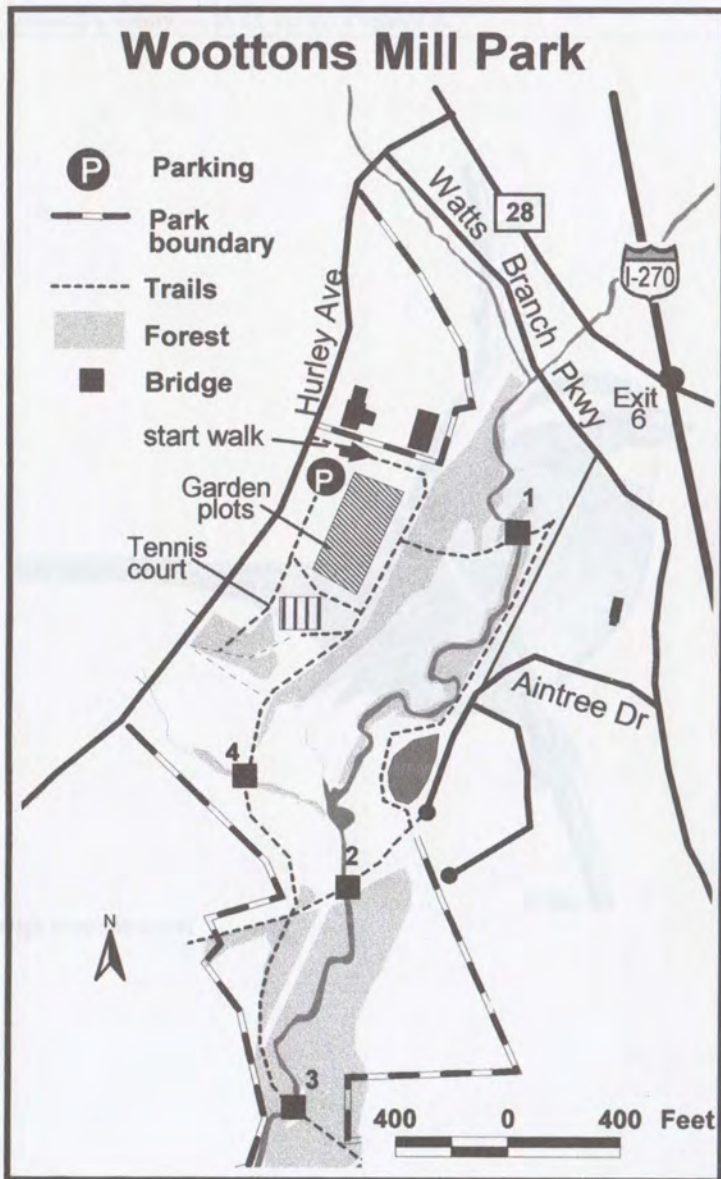 Woottons Mill Park
P Parking
Park
boundary
Trails
Forest
Bridge
Hurley Ave
Watts
Branch
Pkwy
28
I-270
Exit
6
start walk
P
Garden
plots
Tennis
court
1
Aintree Dr
4
2
N
3
400 0 400 Feet